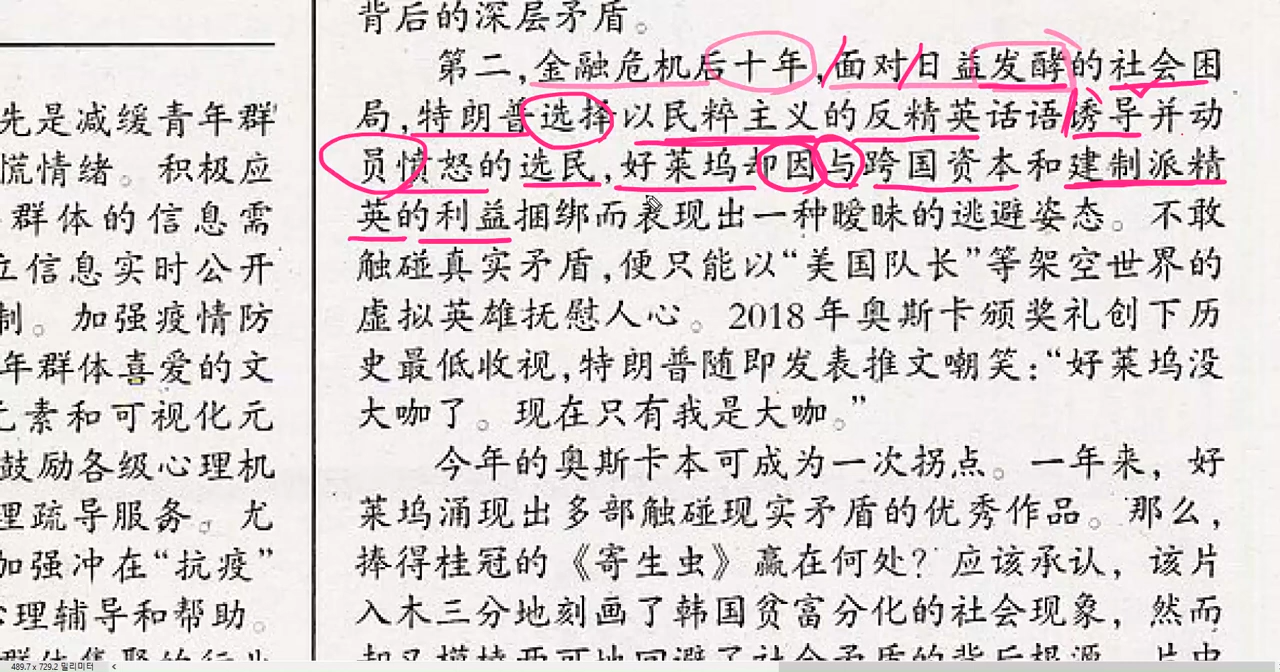 先是减缓青年群
慌情绪。积极应
群体的信息需
立信息实时公开
制。加强疫情防
年群体喜爱的文
元素和可视化元
鼓励各级心理机
理疏导服务。尤
加强冲在“抗疫”
心理辅导和帮助。
背后的深层矛盾。
第二,金融危机后十年,面对日益发酵的社会困
局,特朗普选择以民粹主义的反精英话语诱导并动
员愤怒的选民,好莱坞却因与跨国资本和建制派精
英的利益捆绑而表现出一种暧昧的逃避姿态。不敢
触碰真实矛盾,便只能以“美国队长”等架空世界的
虚拟英雄抚慰人心。2018年奥斯卡颁奖礼创下历
史最低收视,特朗普随即发表推文嘲笑:“好莱坞没
大咖了。现在只有我是大咖。”
今年的奥斯卡本可成为一次拐点。一年来,好
莱坞涌现出多部触碰现实矛盾的优秀作品。那么,
捧得桂冠的《寄生虫》赢在何处?应该承认,该片
入木三分地刻画了韩国贫富分化的社会现象,然而
489.7 x 729.2 밀리미터